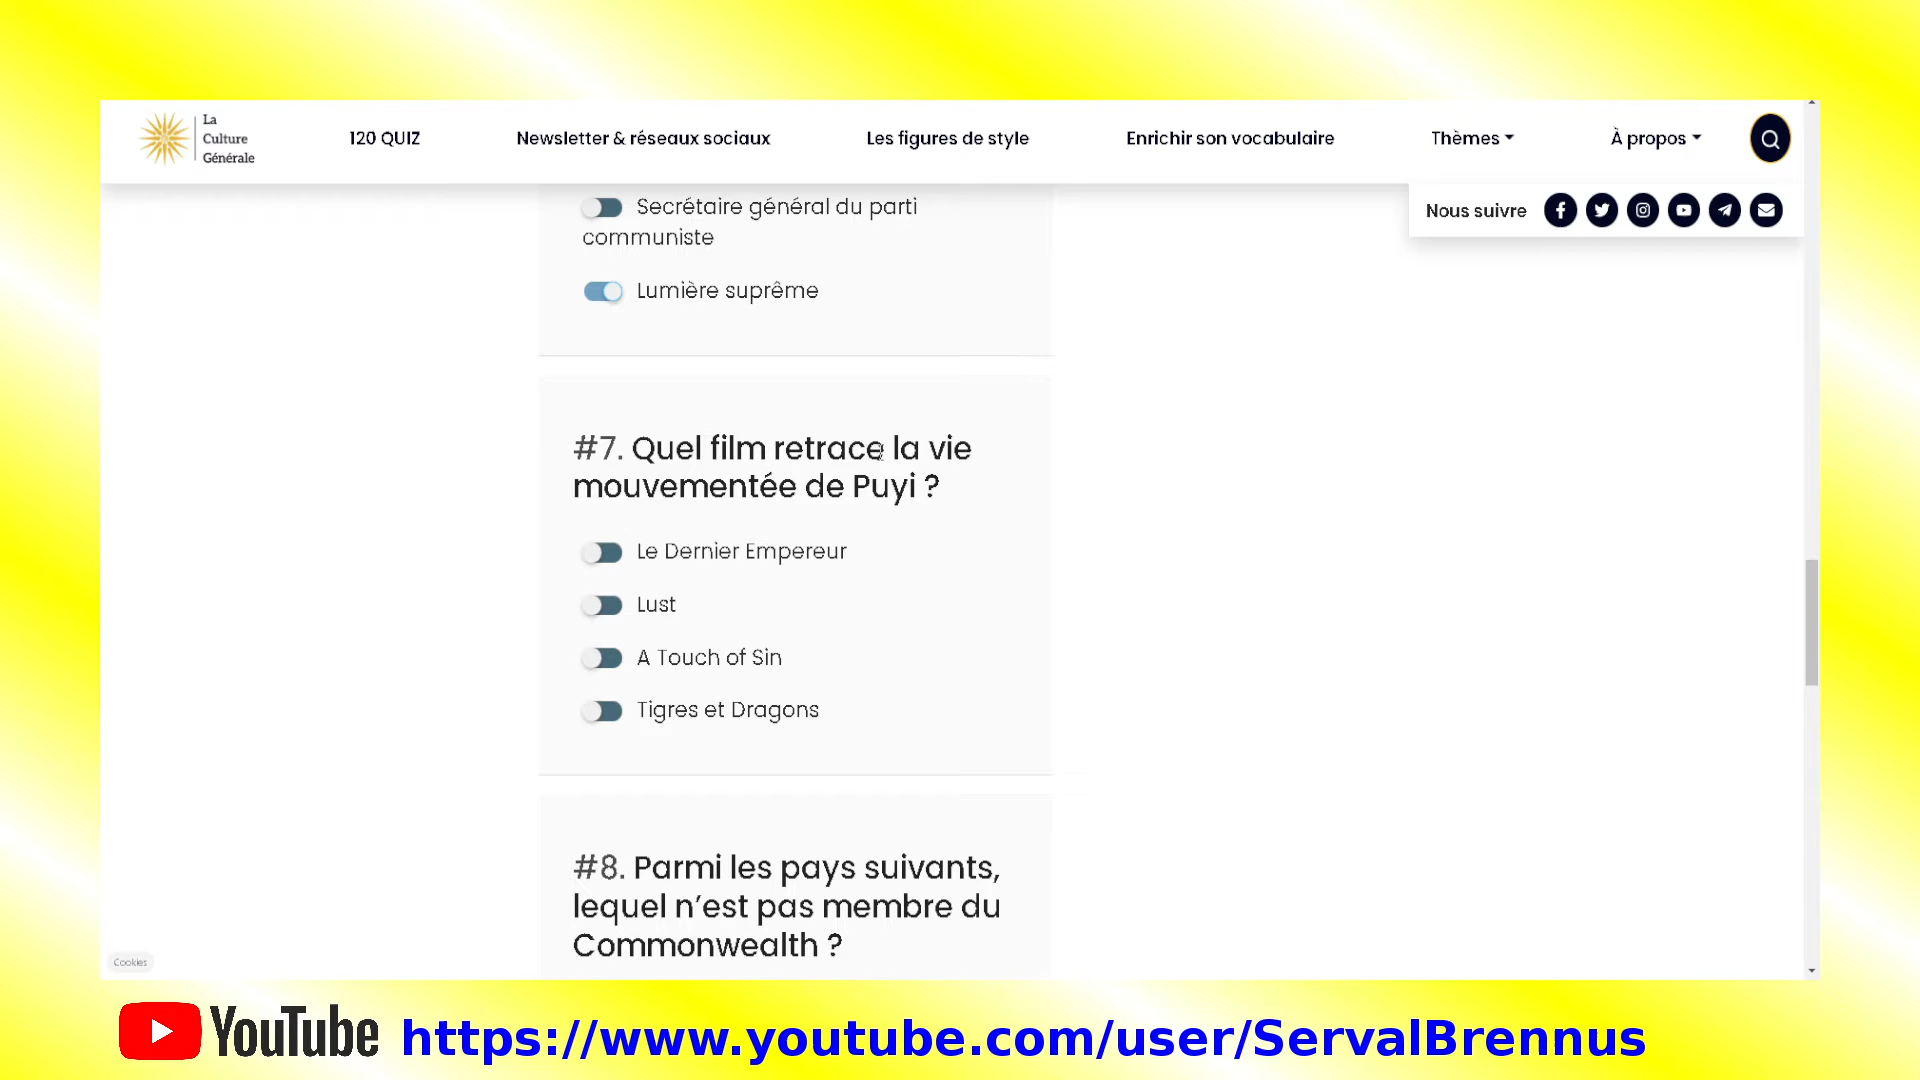 La
Culture
Générale
120 QUIZ
Newsletter & réseaux sociaux
Les figures de style
Enrichir son vocabulaire
Thèmes
À propos
Nous suivre
Secrétaire général du parti
communiste
Lumière suprême
#7. Quel film retrace la vie
mouvementée de Puyi ?
Le Dernier Empereur
Lust
A Touch of Sin
Tigres et Dragons
#8. Parmi les pays suivants,
lequel n’est pas membre du
Commonwealth ?
Cookies
YouTube https://www.youtube.com/user/ServalBrennus